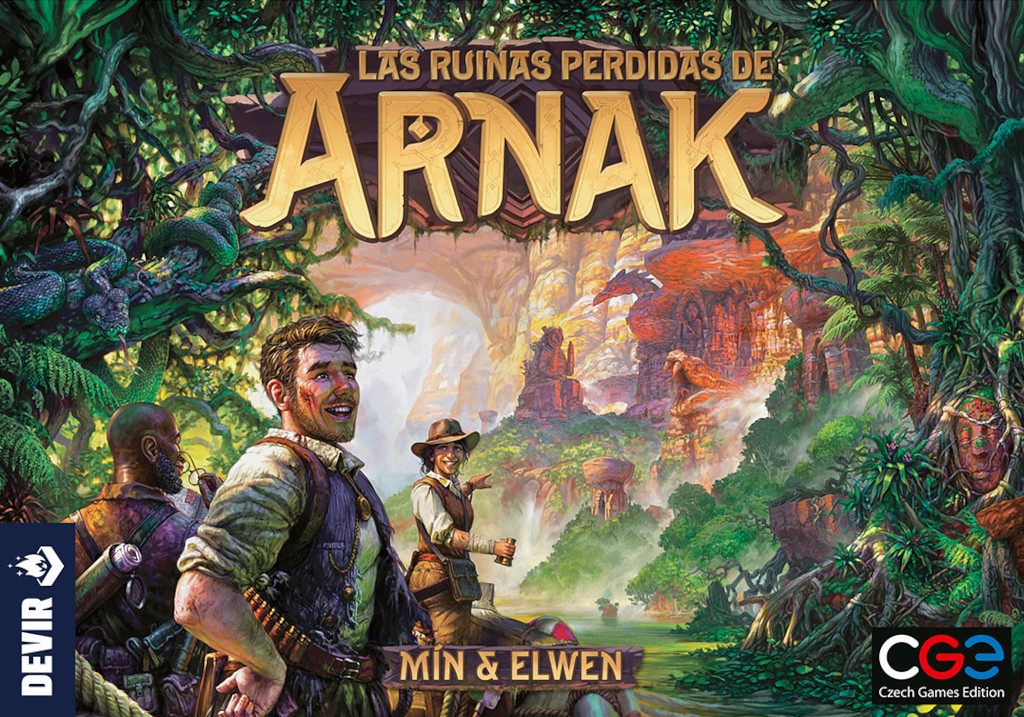 LAS RUINAS PERDIDAS DE
ARNAK
MÍN & ELWEN
DEVIR
CGE
Czech Games Edition